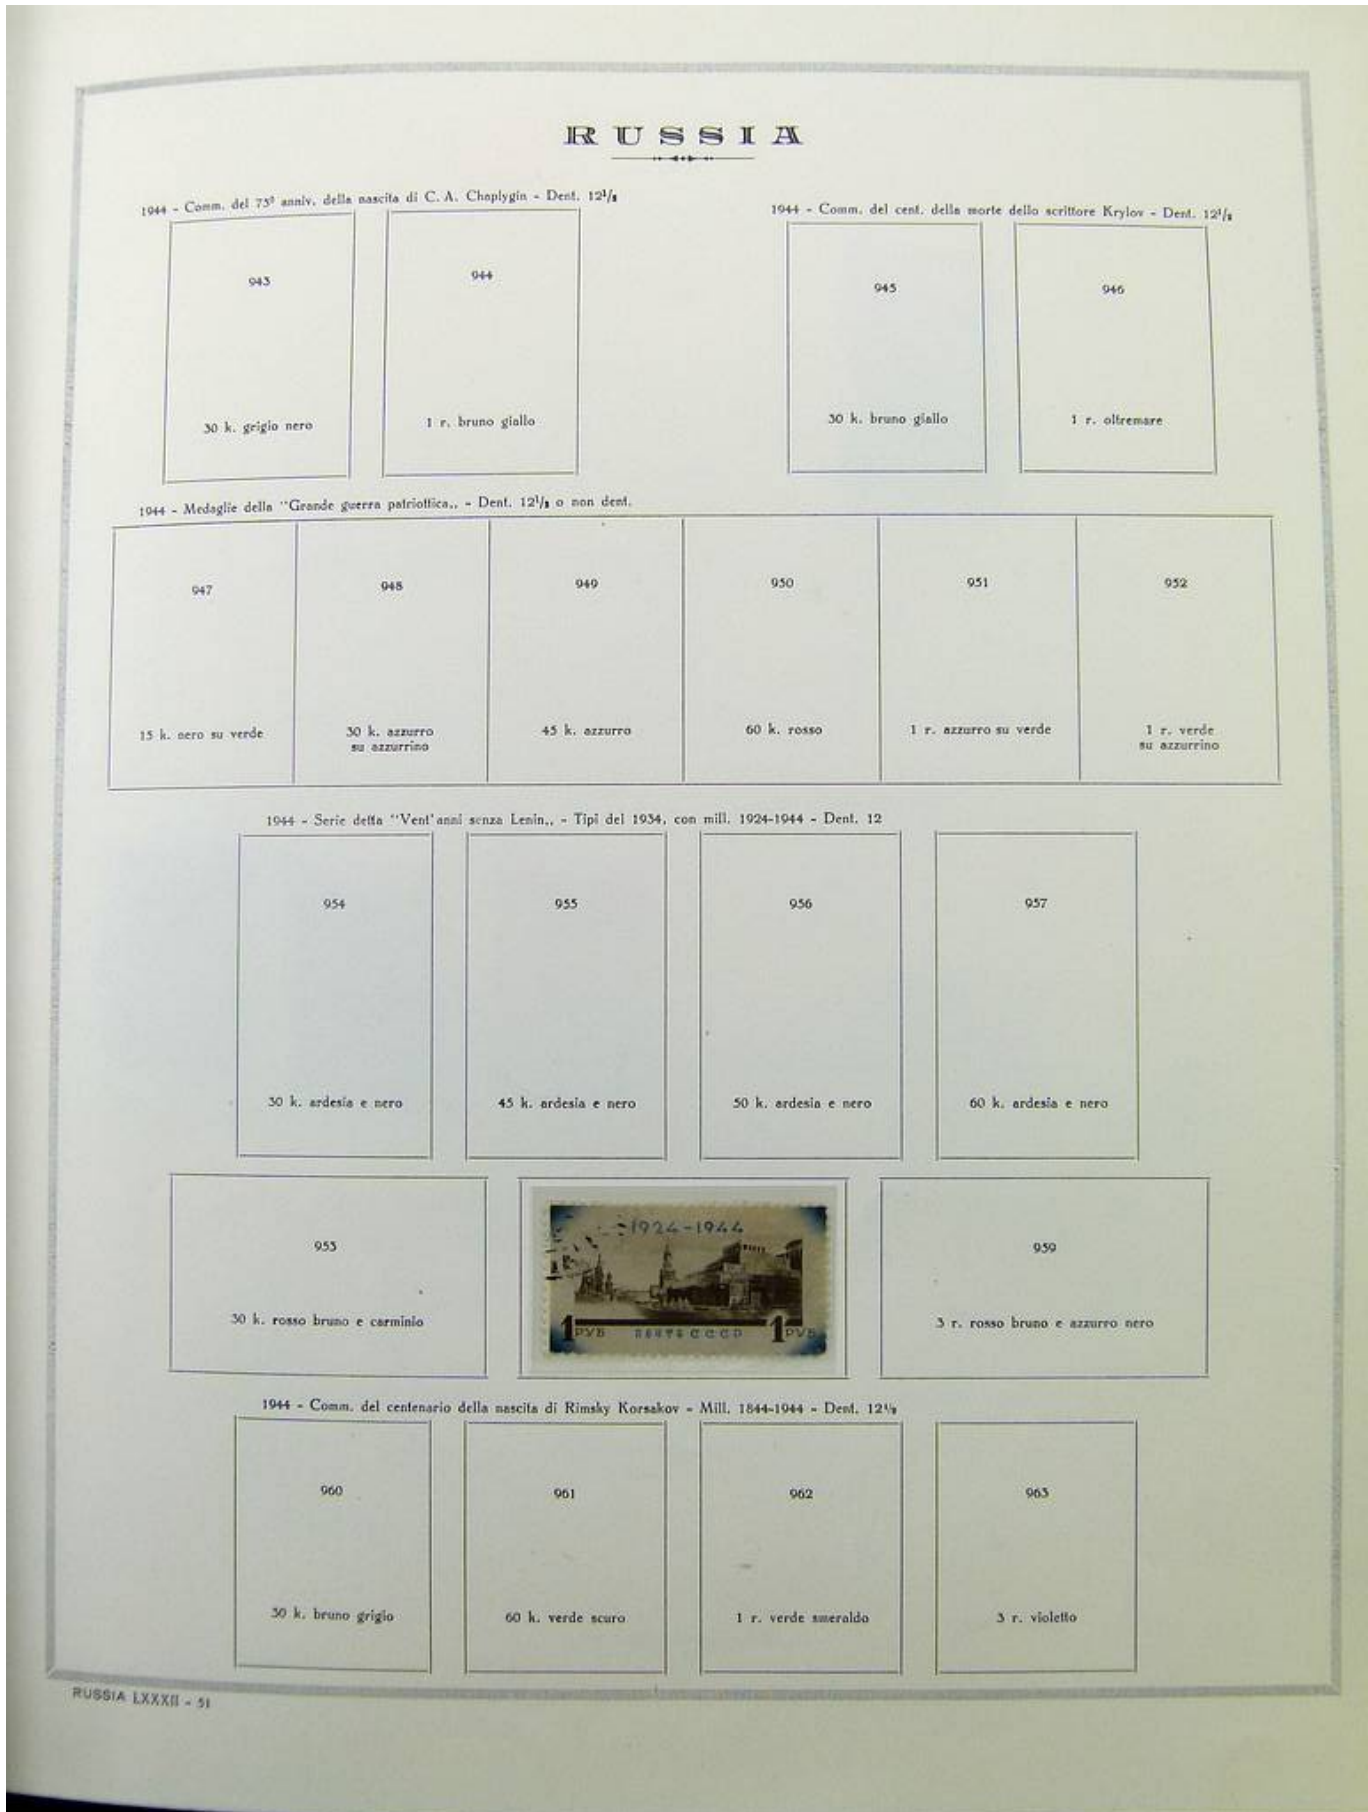 RUSSIA
1944 - Comm. del 75º anniv. della nascita di C. A. Chaplygin - Dent. 12¹/₂
1944 - Comm. del cent. della morte dello scrittore Krylov - Dent. 12¹/₂
943
944
945
946
30 k. grigio nero
1 r. bruno giallo
30 k. bruno giallo
1 r. oltremare
1944 - Medaglie della "Grande guerra patriottica,, - Dent. 12¹/₂ o non dent.
947
948
949
950
951
952
15 k. nero su verde
30 k. azzurro
su azzurrino
45 k. azzurro
60 k. rosso
1 r. azzurro su verde
1 r. verde
su azzurrino
1944 - Serie detta "Vent'anni senza Lenin,, - Tipi del 1934, con mill. 1924-1944 - Dent. 12
954
955
956
957
30 k. ardesia e nero
45 k. ardesia e nero
50 k. ardesia e nero
60 k. ardesia e nero
953
30 k. rosso bruno e carminio
1924-1944
1 РУБ ПОЧТА СССР 1 РУБ
959
3 r. rosso bruno e azzurro nero
1944 - Comm. del centenario della nascita di Rimsky Korsakov - Mill. 1844-1944 - Dent. 12¹/₂
960
961
962
963
30 k. bruno grigio
60 k. verde scuro
1 r. verde smeraldo
3 r. violetto
RUSSIA LXXXII - 51